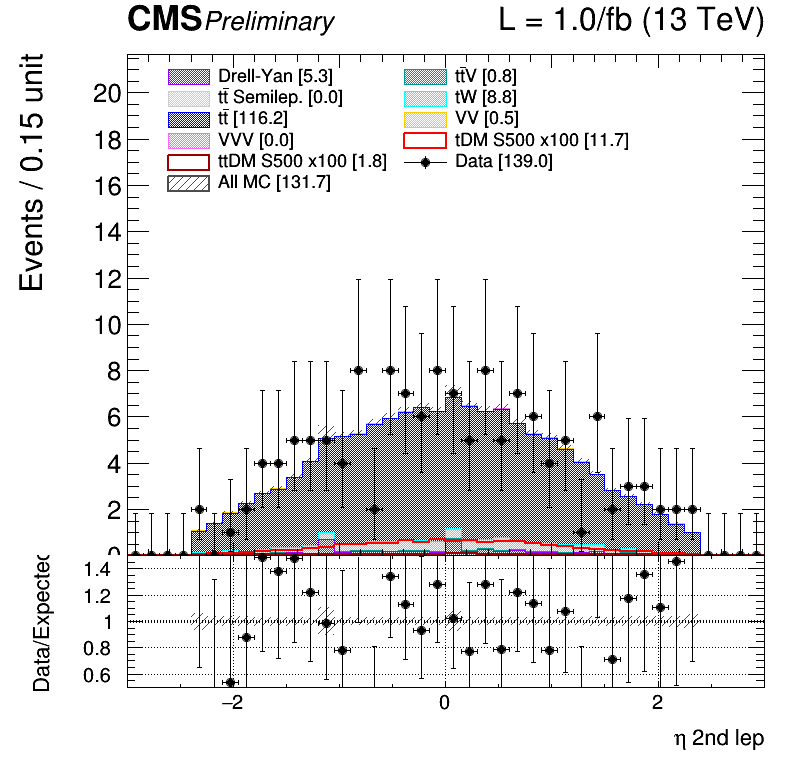 CMS Preliminary L = 1.0/fb (13 TeV)
Events / 0.15 unit
20
18
16
14
12
10
8
6
4
2
0
Drell-Yan [5.3]
tt̄ Semilep. [0.0]
tt̄ [116.2]
VVV [0.0]
ttDM S500 x100 [1.8]
All MC [131.7]
tt̄V [0.8]
tW [8.8]
VV [0.5]
tDM S500 x100 [11.7]
Data [139.0]
Data/Expected
1.4
1.2
1
0.8
0.6
−2 0 2
η 2nd lep